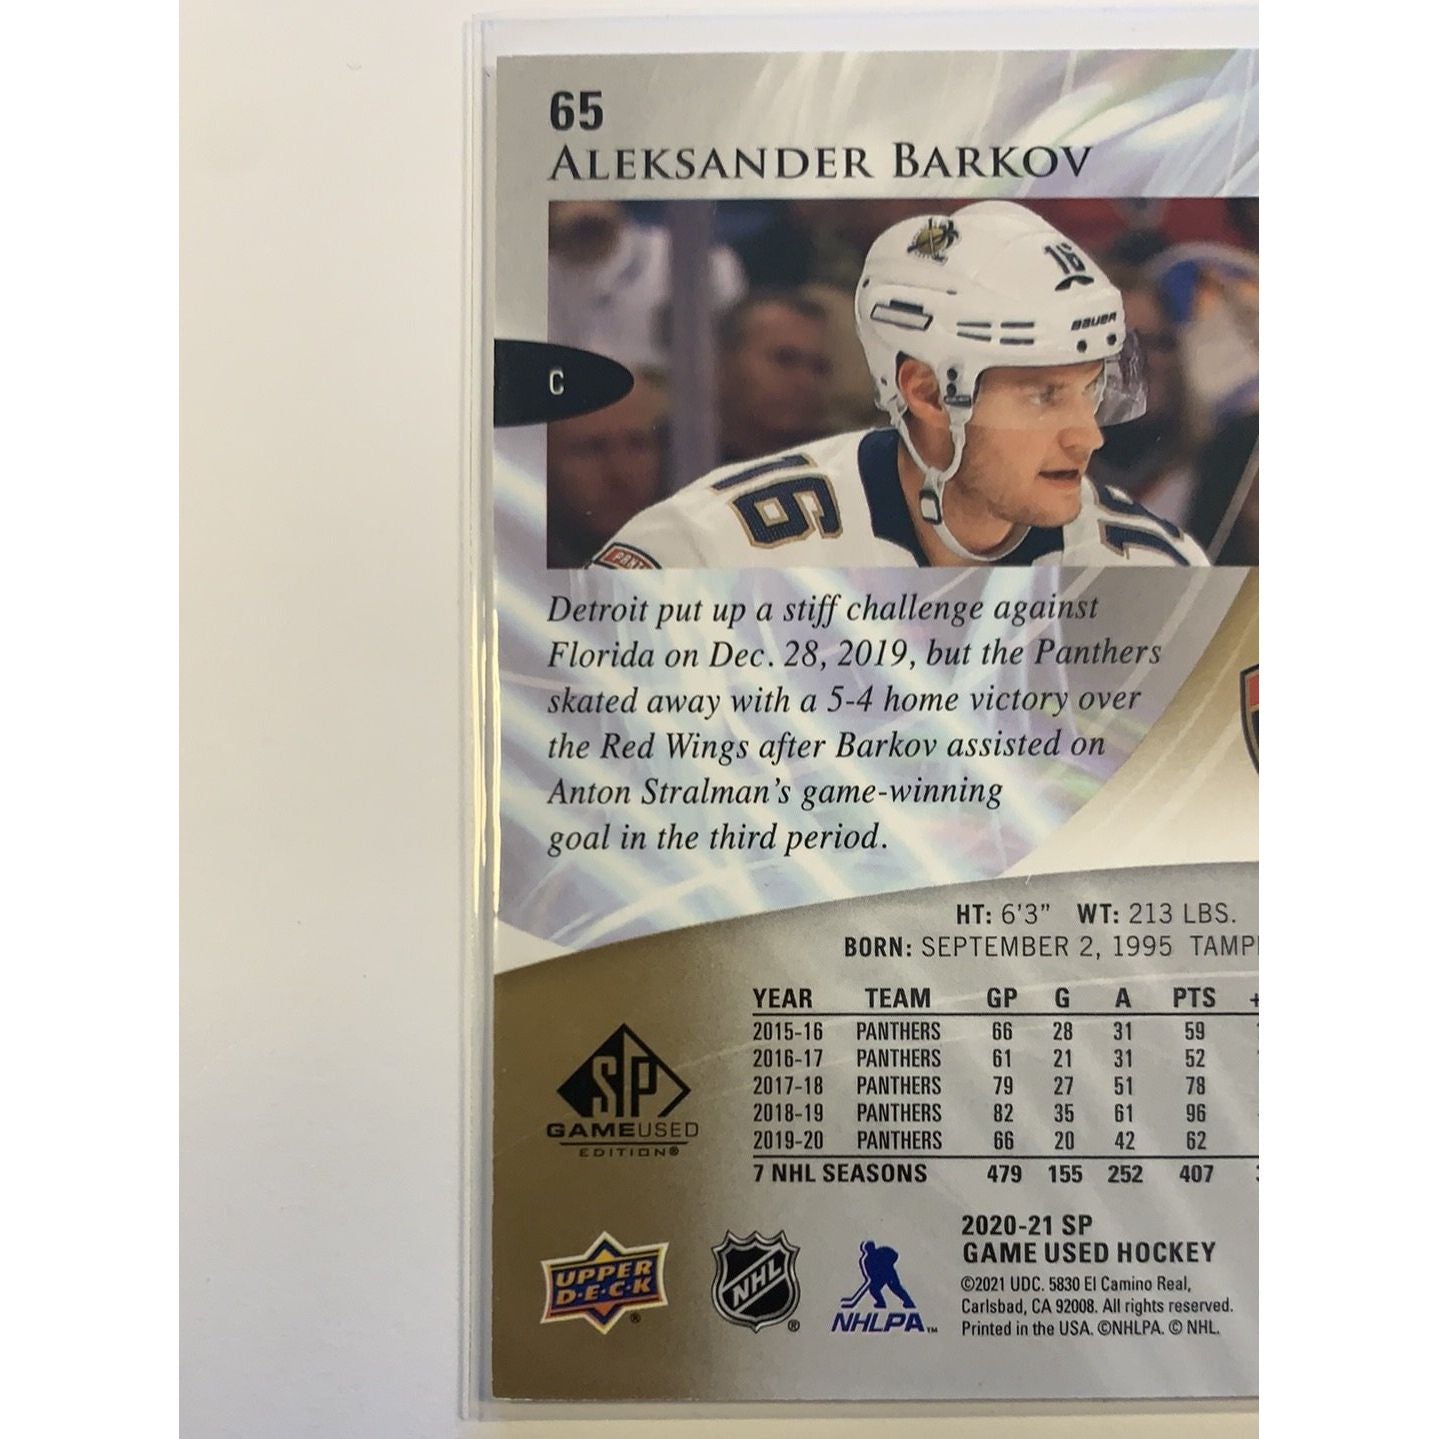 65
ALEKSANDER BARKOV
16
BAUER
C
16
Detroit put up a stiff challenge against
Florida on Dec. 28, 2019, but the Panthers
skated away with a 5-4 home victory over
the Red Wings after Barkov assisted on
Anton Stralman's game-winning
goal in the third period.
HT: 6'3" WT: 213 LBS.
BORN: SEPTEMBER 2, 1995 TAMP
YEAR TEAM GP G A PTS
2015-16 PANTHERS 66 28 31 59
2016-17 PANTHERS 61 21 31 52
2017-18 PANTHERS 79 27 51 78
2018-19 PANTHERS 82 35 61 96
2019-20 PANTHERS 66 20 42 62
7 NHL SEASONS 479 155 252 407
SP
GAMEUSED
EDITION®
UPPER
D·E·C·K
®
NHL
®
NHLPA™
2020-21 SP
GAME USED HOCKEY
©2021 UDC. 5830 El Camino Real,
Carlsbad, CA 92008. All rights reserved.
Printed in the USA. ©NHLPA. © NHL.